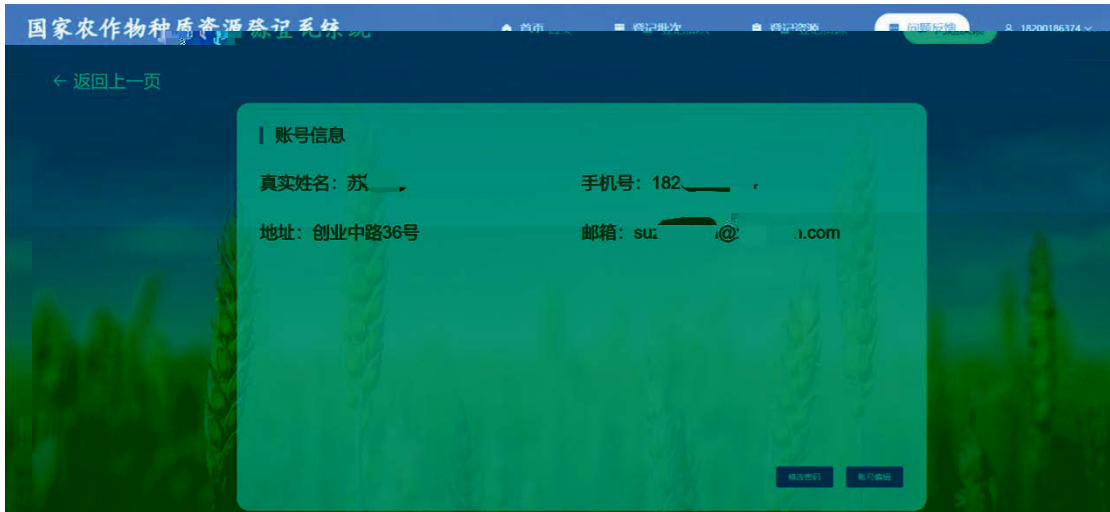 国家农作物种质资源登记系统
首页 登记批次 登记资源 问题反馈 18200186374
← 返回上一页
账号信息
真实姓名：苏
手机号：182
地址：创业中路36号
邮箱：su @ .com
修改密码 账号编辑